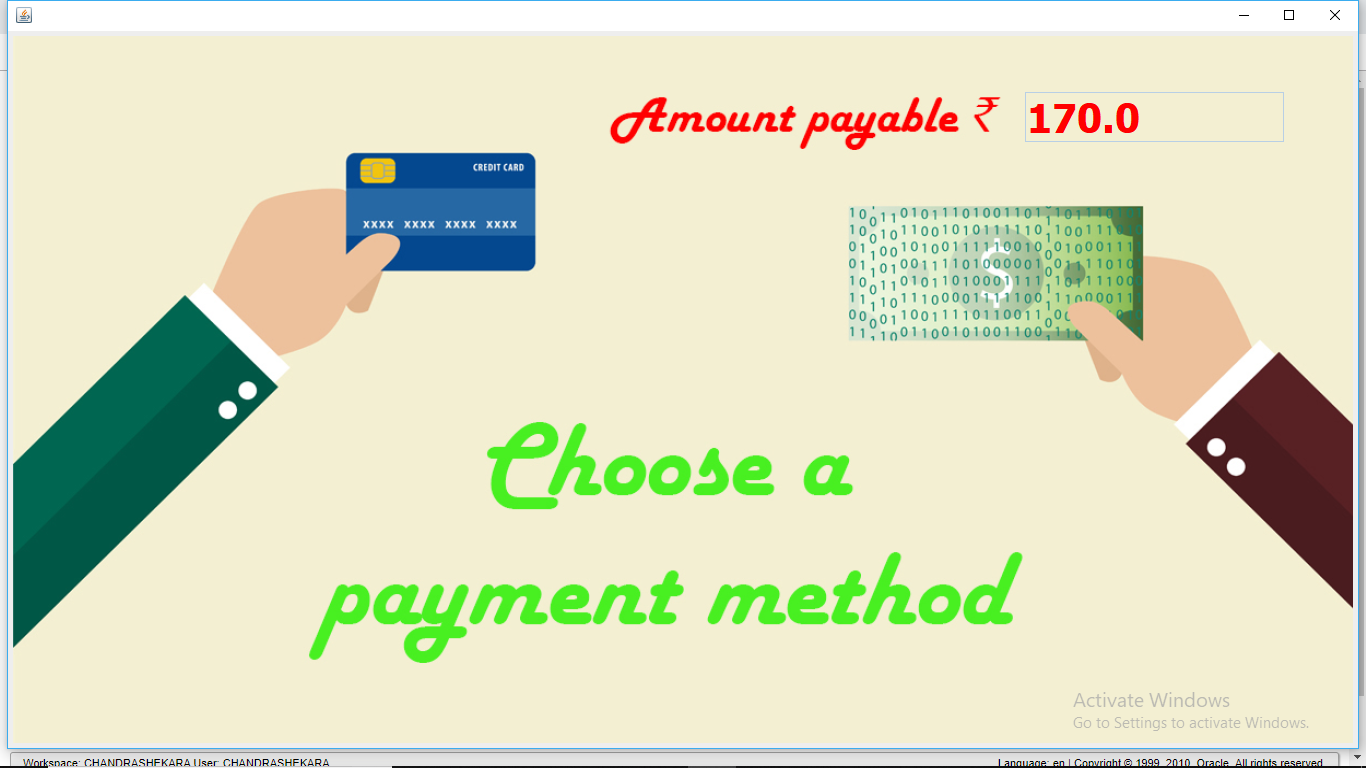 Amount payable ₹ 170.0
CREDIT CARD
xxxx xxxx xxxx xxxx
$
Choose a
payment method
Activate Windows
Go to Settings to activate Windows.
Workspace: CHANDRASHEKARA User: CHANDRASHEKARA
Language: en | Copyright © 1999, 2010, Oracle. All rights reserved.